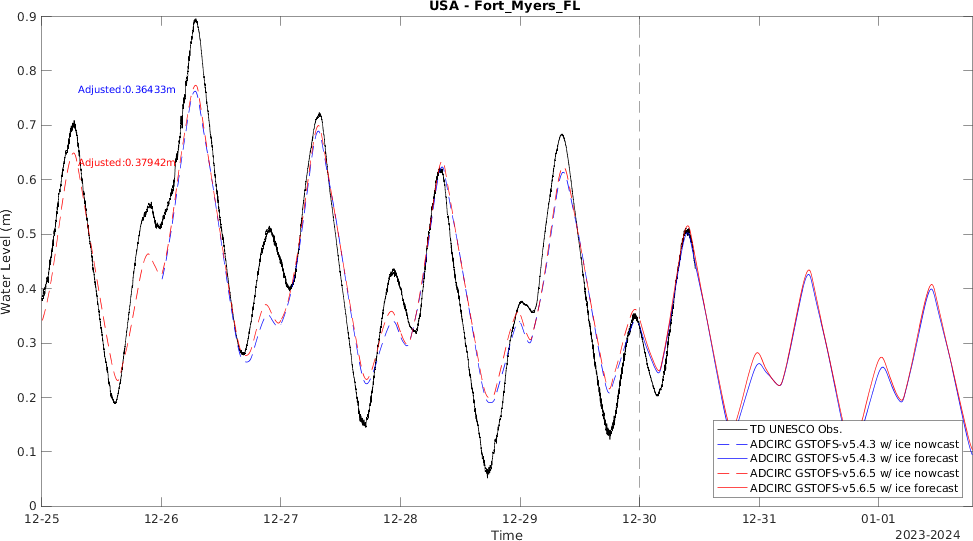 USA - Fort_Myers_FL
0.9
0.8
Adjusted:0.36433m
0.7
Adjusted:0.37942m
0.6
0.5
Water Level (m)
0.4
0.3
0.2
0.1
0
TD UNESCO Obs.
ADCIRC GSTOFS-v5.4.3 w/ ice nowcast
ADCIRC GSTOFS-v5.4.3 w/ ice forecast
ADCIRC GSTOFS-v5.6.5 w/ ice nowcast
ADCIRC GSTOFS-v5.6.5 w/ ice forecast
12-25 12-26 12-27 12-28 12-29 12-30 12-31 01-01
Time
2023-2024